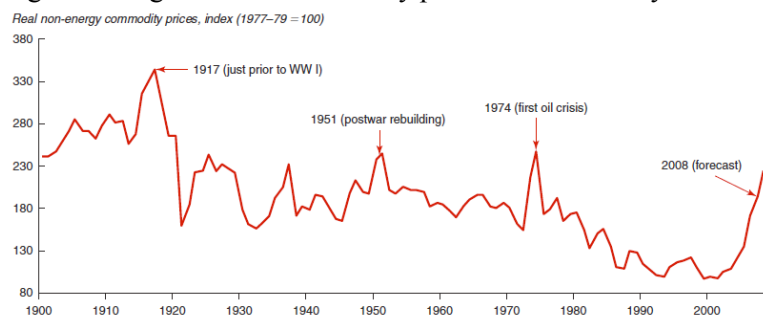 Real non-energy commodity prices, index (1977–79 = 100)
380
330
1917 (just prior to WW I)
1951 (postwar rebuilding)
1974 (first oil crisis)
280
230
2008 (forecast)
180
130
80
1900 1910 1920 1930 1940 1950 1960 1970 1980 1990 2000